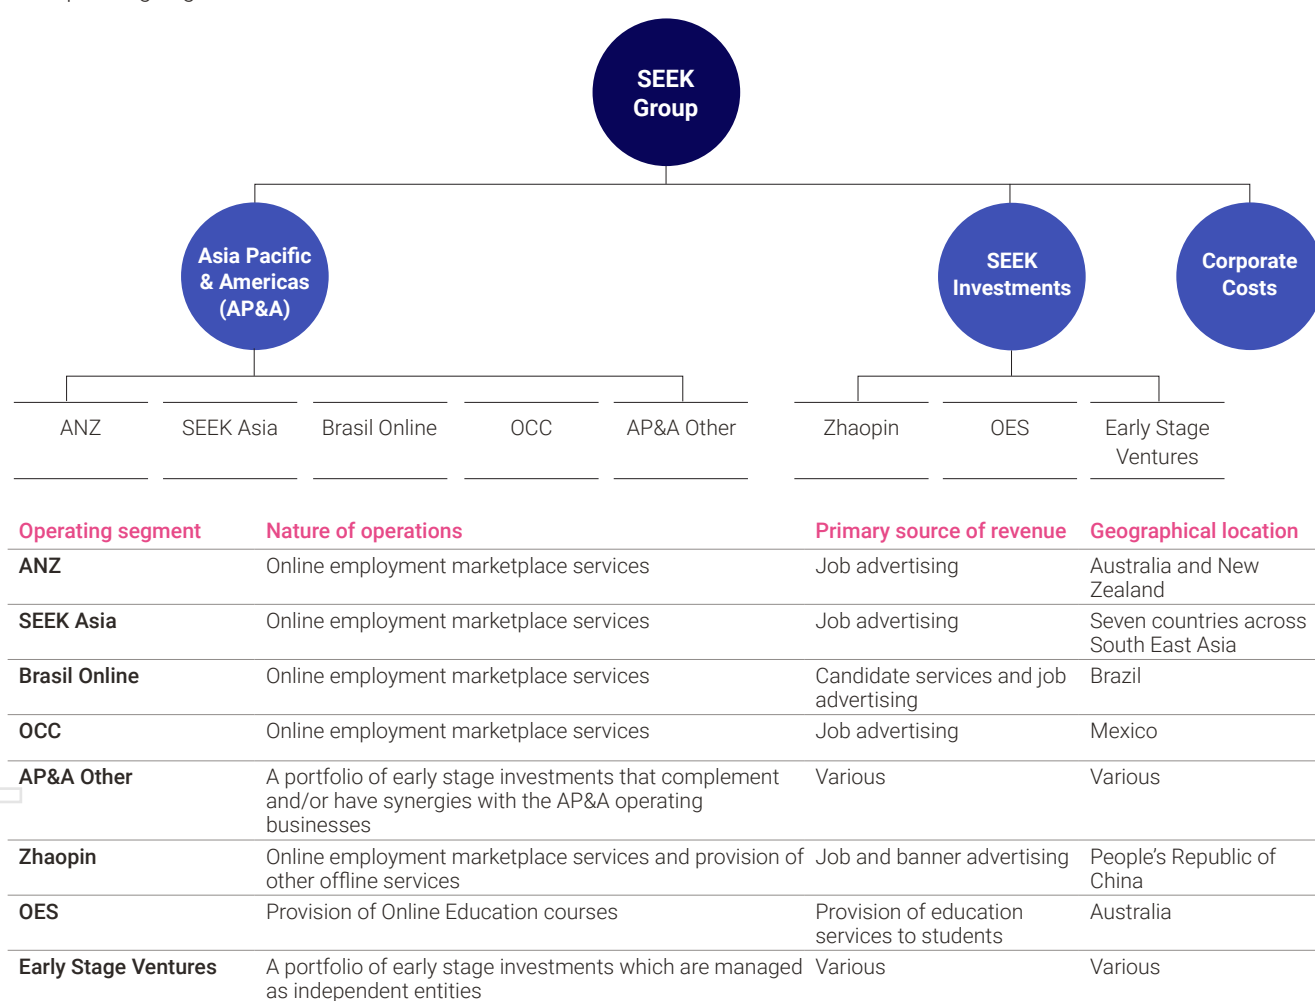 SEEK
Group
Asia Pacific
& Americas
(AP&A)
SEEK
Investments
Corporate
Costs
ANZ
SEEK Asia
Brasil Online
OCC
AP&A Other
Zhaopin
OES
Early Stage
Ventures
Operating segment Nature of operations Primary source of revenue Geographical location
ANZ Online employment marketplace services Job advertising Australia and New
Zealand
SEEK Asia Online employment marketplace services Job advertising Seven countries across
South East Asia
Brasil Online Online employment marketplace services Candidate services and job Brazil
advertising
OCC Online employment marketplace services Job advertising Mexico
AP&A Other A portfolio of early stage investments that complement Various Various
and/or have synergies with the AP&A operating
businesses
Zhaopin Online employment marketplace services and provision of Job and banner advertising People's Republic of
other offline services China
OES Provision of Online Education courses Provision of education Australia
services to students
Early Stage Ventures A portfolio of early stage investments which are managed Various Various
as independent entities